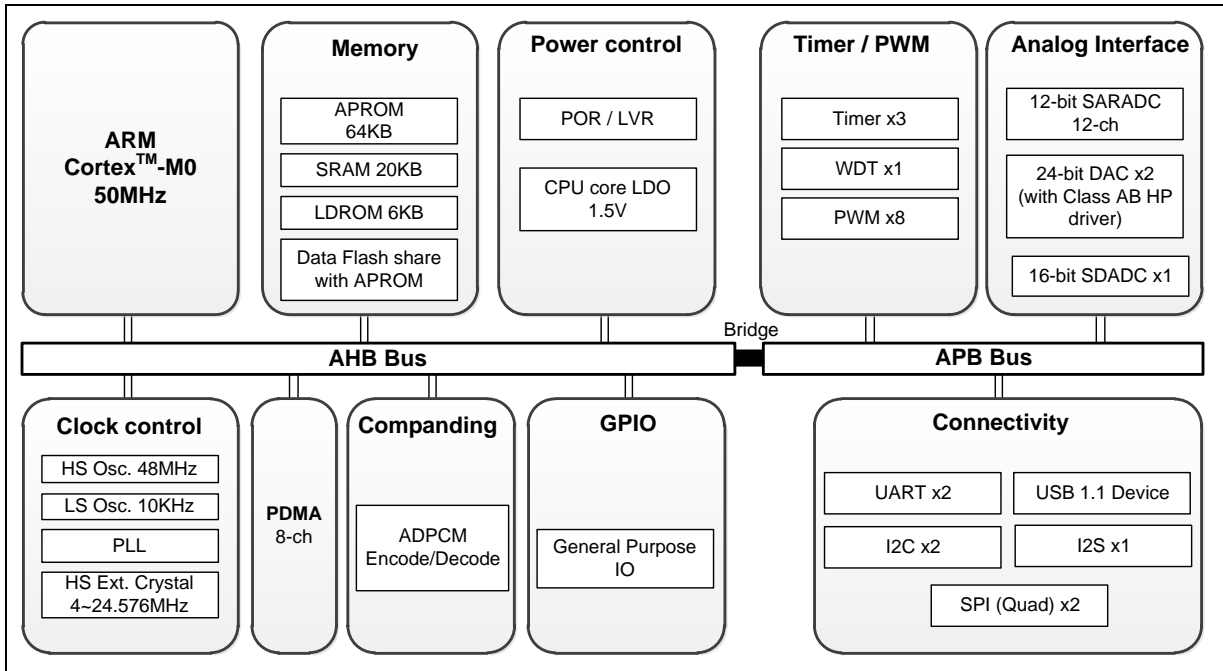 ARM
Cortex™-M0
50MHz
Memory
APROM
64KB
SRAM 20KB
LDROM 6KB
Data Flash share
with APROM
Power control
POR / LVR
CPU core LDO
1.5V
Timer / PWM
Timer x3
WDT x1
PWM x8
Analog Interface
12-bit SARADC
12-ch
24-bit DAC x2
(with Class AB HP
driver)
16-bit SDADC x1
Bridge
AHB Bus
APB Bus
Clock control
HS Osc. 48MHz
LS Osc. 10KHz
PLL
HS Ext. Crystal
4~24.576MHz
PDMA
8-ch
Companding
ADPCM
Encode/Decode
GPIO
General Purpose
IO
Connectivity
UART x2
USB 1.1 Device
I2C x2
I2S x1
SPI (Quad) x2